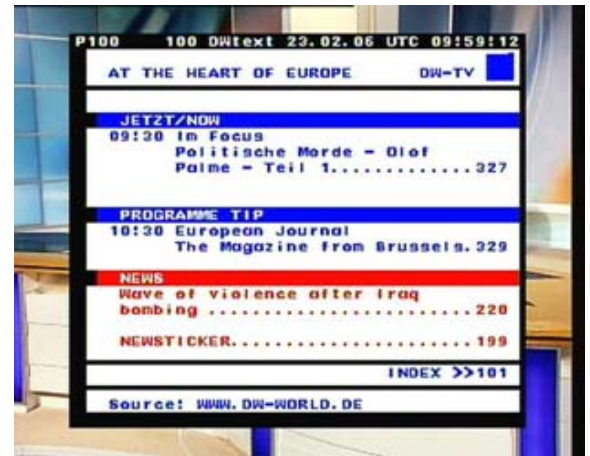 P100 100 DWtext 23.02.06 UTC 09:59:12
AT THE HEART OF EUROPE DW-TV
JETZT/NOW
09:30 Im Focus
Politische Morde - Olof
Palme - Teil 1.............327
PROGRAMME TIP
10:30 European Journal
The Magazine from Brussels.329
NEWS
Wave of violence after Iraq
bombing ......................220
NEWSTICKER....................199
INDEX >>101
Source: WWW.DW-WORLD.DE